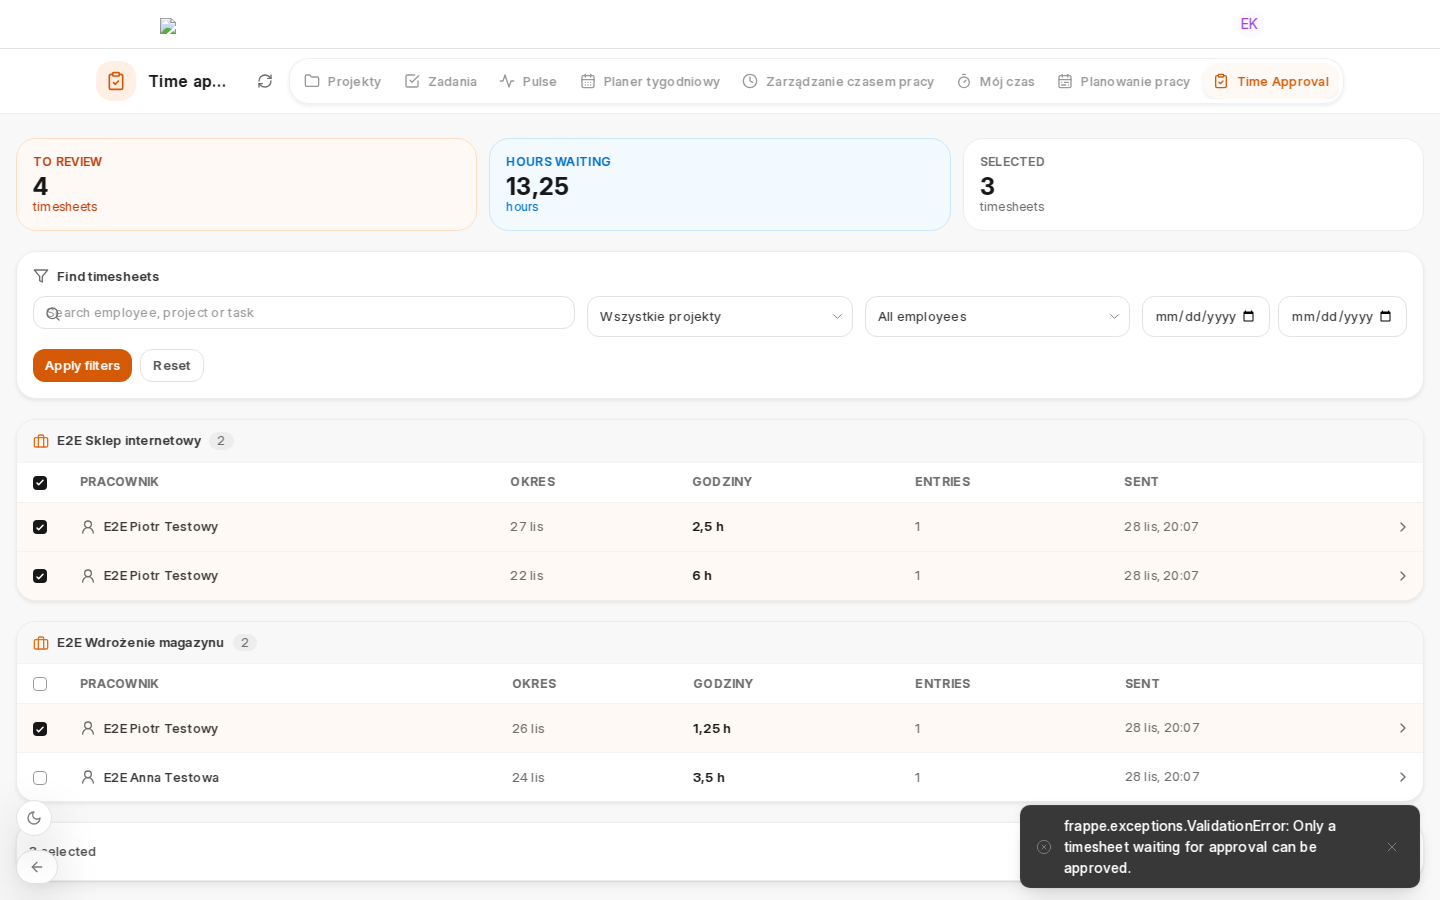 EK
Time ap...
Projekty
Zadania
Pulse
Planer tygodniowy
Zarządzanie czasem pracy
Mój czas
Planowanie pracy
Time Approval
TO REVIEW
4
timesheets
HOURS WAITING
13,25
hours
SELECTED
3
timesheets
Find timesheets
Search employee, project or task
Wszystkie projekty
All employees
mm/dd/yyyy
mm/dd/yyyy
Apply filters
Reset
E2E Sklep internetowy 2
PRACOWNIK OKRES GODZINY ENTRIES SENT
E2E Piotr Testowy 27 lis 2,5 h 1 28 lis, 20:07
E2E Piotr Testowy 22 lis 6 h 1 28 lis, 20:07
E2E Wdrożenie magazynu 2
PRACOWNIK OKRES GODZINY ENTRIES SENT
E2E Piotr Testowy 26 lis 1,25 h 1 28 lis, 20:07
E2E Anna Testowa 24 lis 3,5 h 1 28 lis, 20:07
3 selected
frappe.exceptions.ValidationError: Only a
timesheet waiting for approval can be
approved.